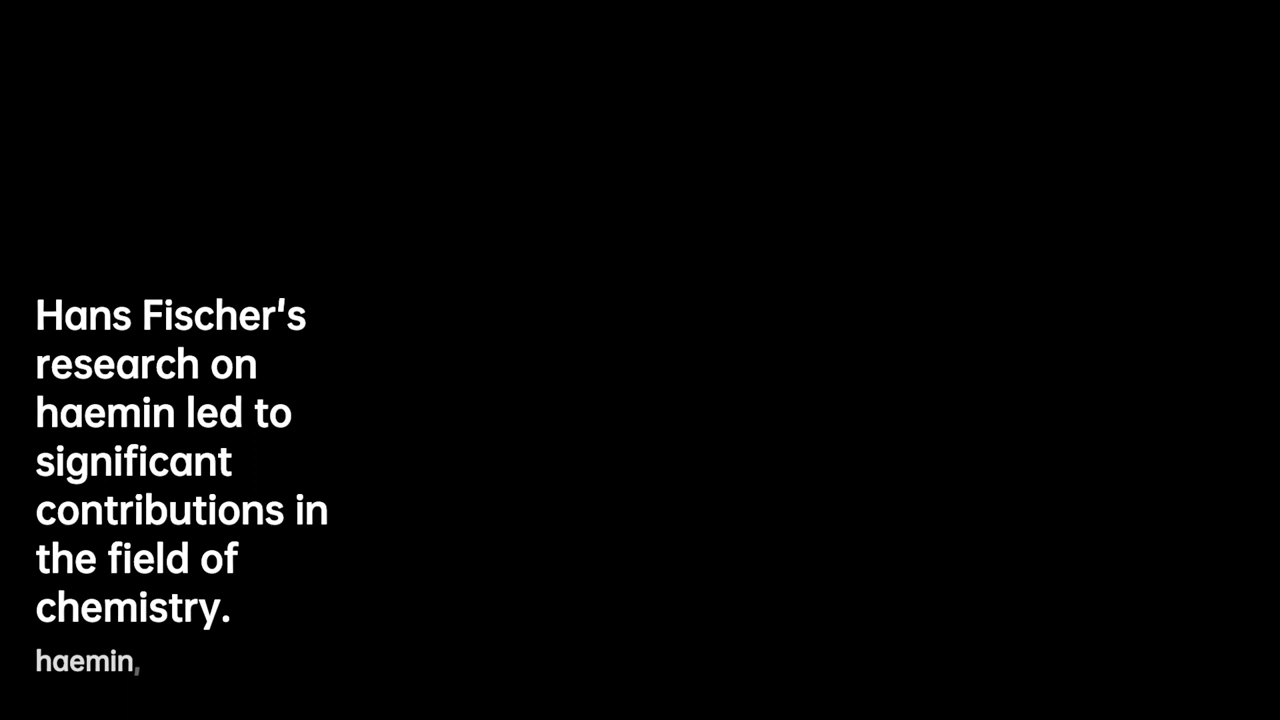 Hans Fischer's
research on
haemin led to
significant
contributions in
the field of
chemistry.
haemin,